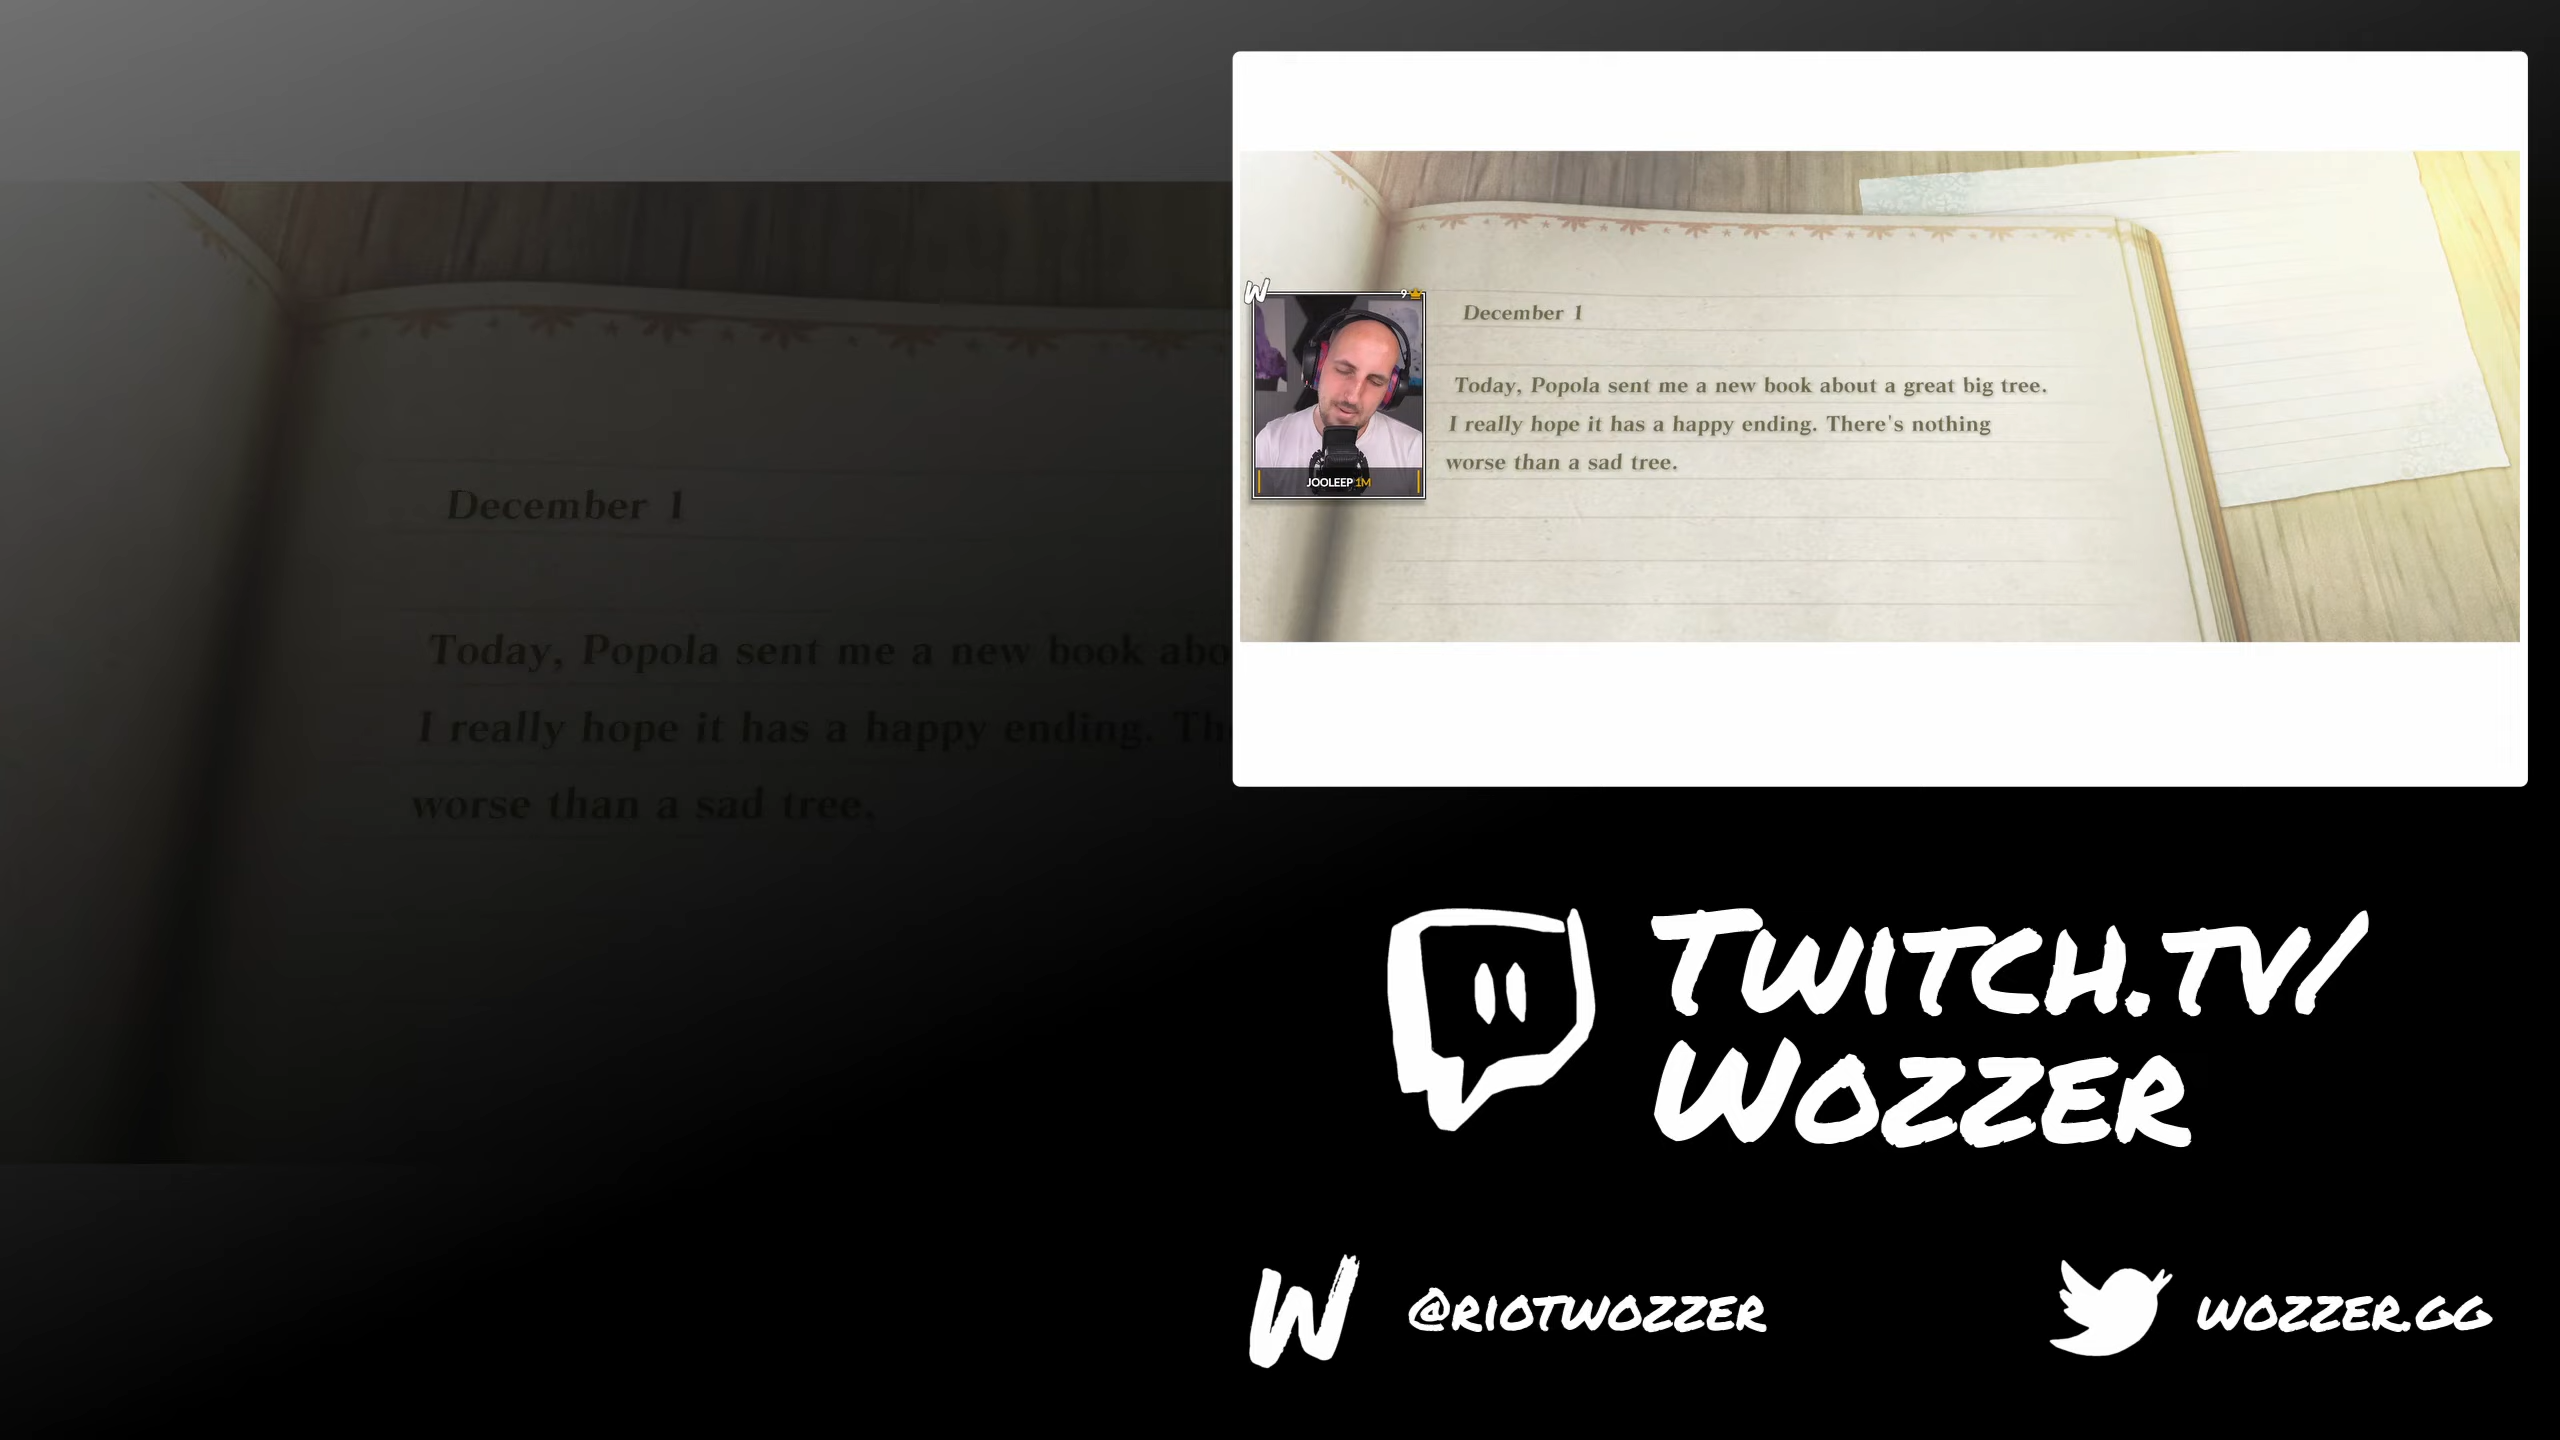 December 1
Today, Popola sent me a new book abo
I really hope it has a happy ending. Th
worse than a sad tree.
W
9
December 1
Today, Popola sent me a new book about a great big tree.
I really hope it has a happy ending. There's nothing
worse than a sad tree.
JOOLEEP 1M
TWITCH.TV/
WOZZER
W @RIOTWOZZER
WOZZER.GG